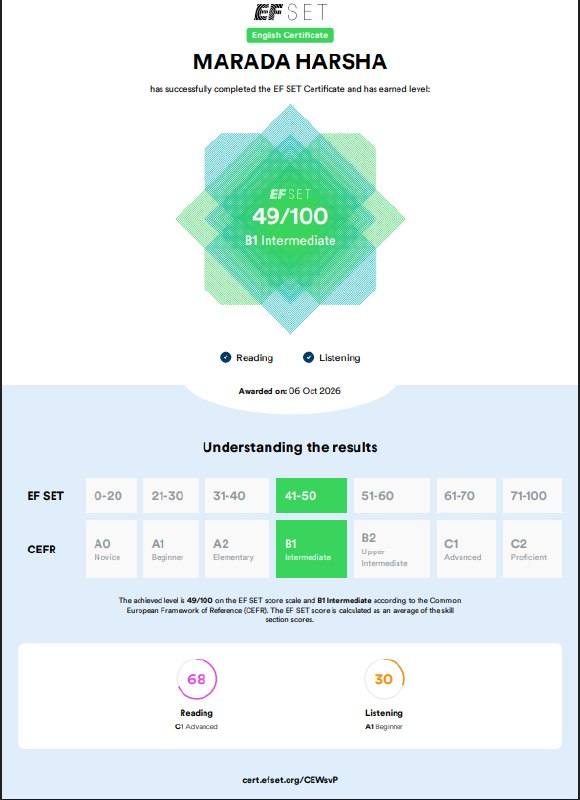 EF SET
English Certificate
MARADA HARSHA
has successfully completed the EF SET Certificate and has earned level:
EF SET
49/100
B1 Intermediate
Reading
Listening
Awarded on: 06 Oct 2026
Understanding the results
EF SET 0-20 21-30 31-40 41-50 51-60 61-70 71-100
CEFR A0 Novice A1 Beginner A2 Elementary B1 Intermediate B2 Upper Intermediate C1 Advanced C2 Proficient
The achieved level is 49/100 on the EF SET score scale and B1 Intermediate according to the Common
European Framework of Reference (CEFR). The EF SET score is calculated as an average of the skill
section scores.
68
Reading
C1 Advanced
30
Listening
A1 Beginner
cert.efset.org/CEWsvP